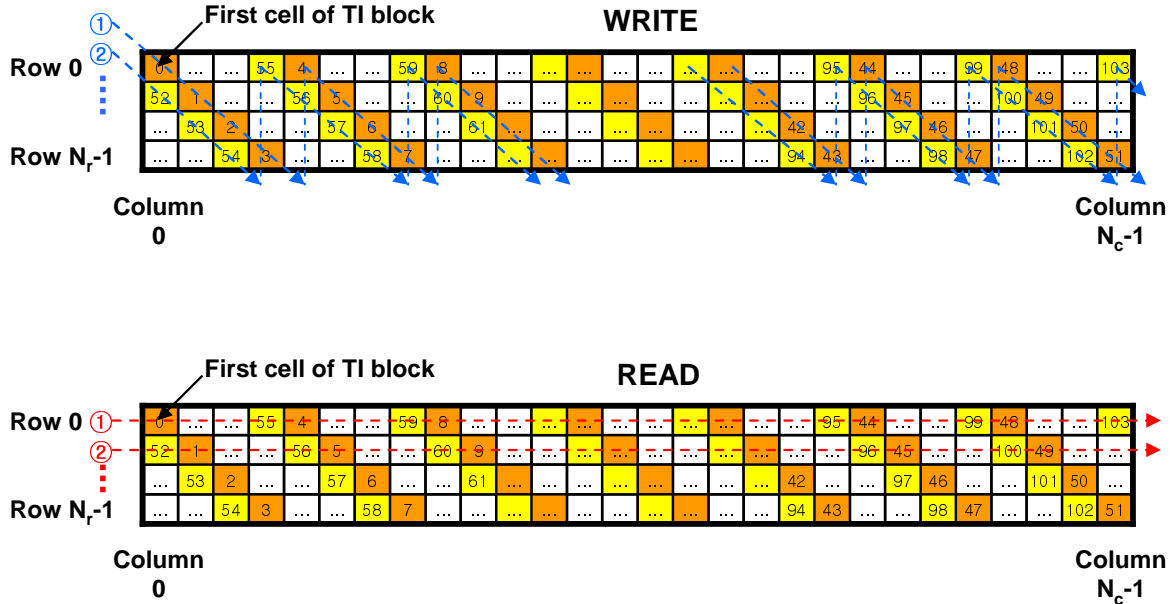 WRITE
First cell of TI block
①
②
Row 0 0 ... ... 55 4 ... ... 59 8 ... ... ... ... ... ... ... ... ... ... 95 44 ... ... 99 48 ... ... 103
52 1 ... ... 56 5 ... ... 60 9 ... ... ... ... ... ... ... ... ... ... 96 45 ... ... 100 49 ... ...
... 53 2 ... ... 57 6 ... ... 61 ... ... ... ... ... ... ... ... 42 ... ... 97 46 ... ... 101 50 ...
Row Nr-1 ... ... 54 3 ... ... 58 7 ... ... ... ... ... ... ... ... ... ... 94 43 ... ... 98 47 ... ... 102 51
Column
0
Column
Nc-1
First cell of TI block
READ
Row 0 ① 0 ... ... 55 4 ... ... 59 8 ... ... ... ... ... ... ... ... ... ... 95 44 ... ... 99 48 ... ... 103
② 52 1 ... ... 56 5 ... ... 60 9 ... ... ... ... ... ... ... ... ... ... 96 45 ... ... 100 49 ... ...
... 53 2 ... ... 57 6 ... ... 61 ... ... ... ... ... ... ... ... 42 ... ... 97 46 ... ... 101 50 ...
Row Nr-1 ... ... 54 3 ... ... 58 7 ... ... ... ... ... ... ... ... ... ... 94 43 ... ... 98 47 ... ... 102 51
Column
0
Column
Nc-1